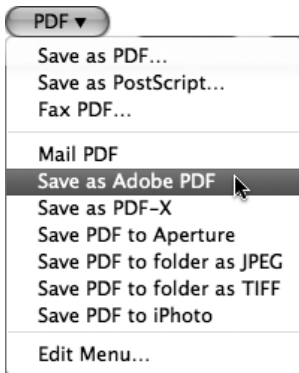 PDF ▼
Save as PDF...
Save as PostScript...
Fax PDF...
Mail PDF
Save as Adobe PDF
Save as PDF-X
Save PDF to Aperture
Save PDF to folder as JPEG
Save PDF to folder as TIFF
Save PDF to iPhoto
Edit Menu...